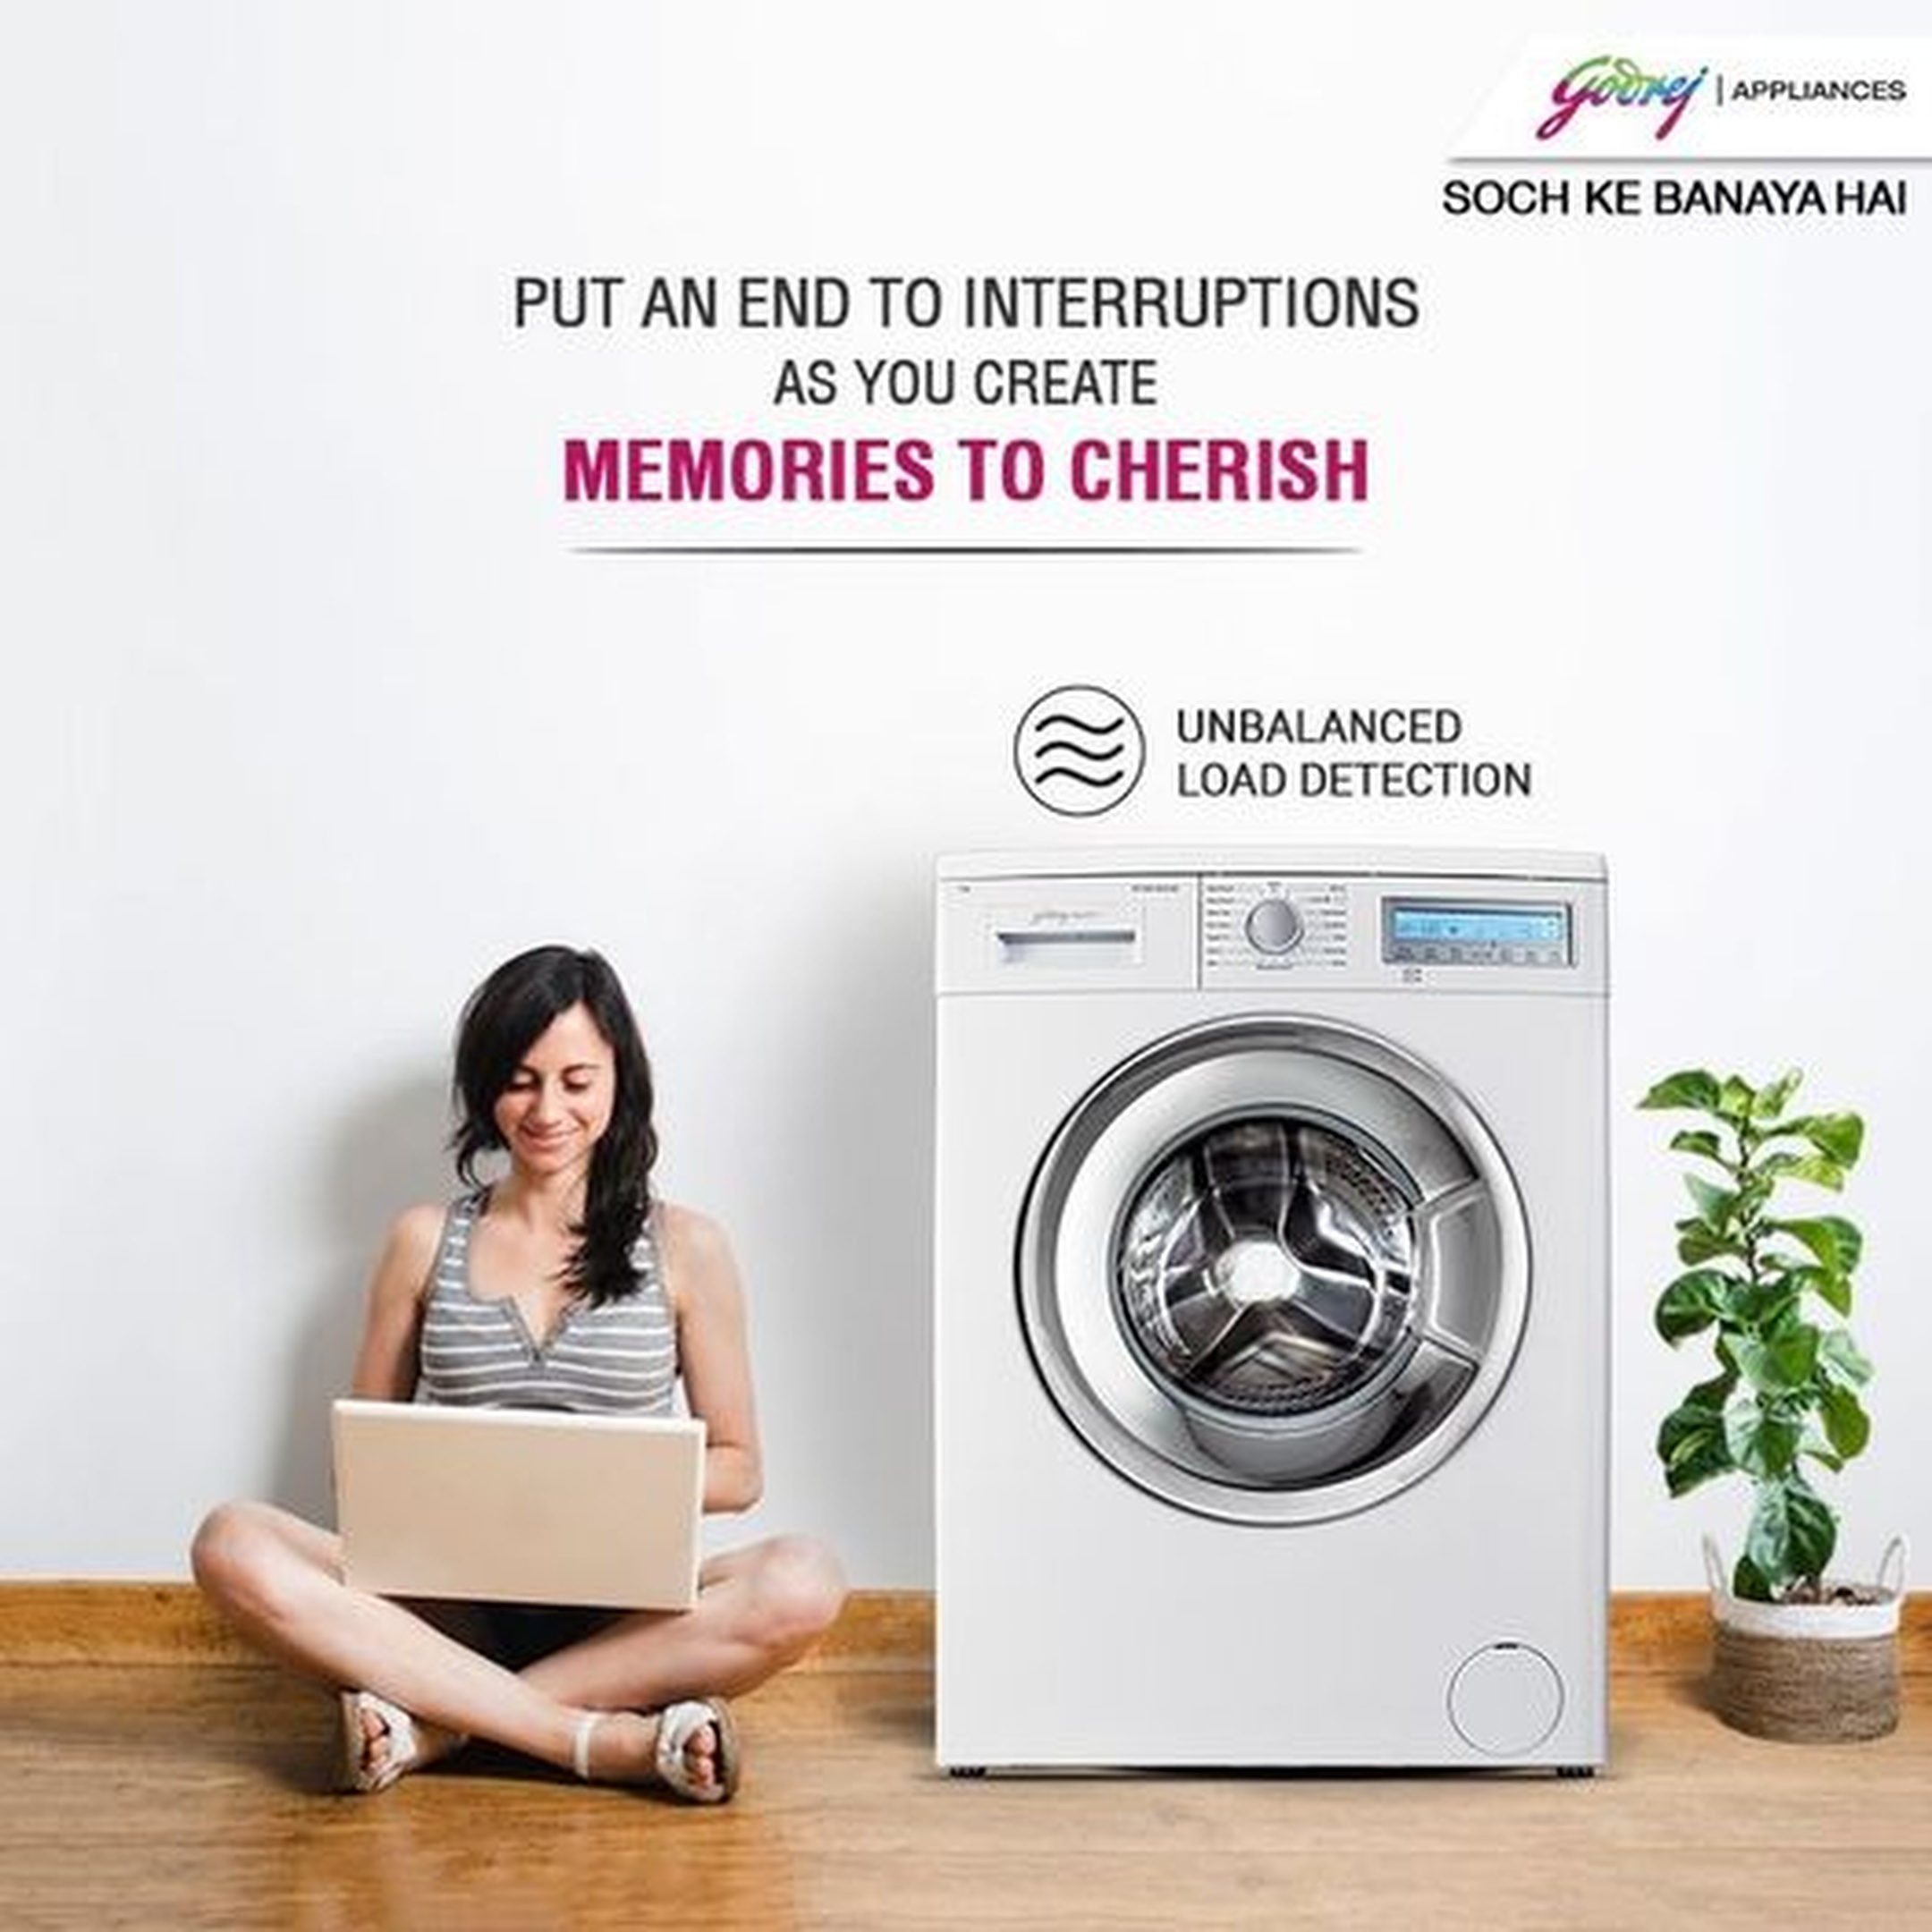 godrej | APPLIANCES
SOCH KE BANAYA HAI
PUT AN END TO INTERRUPTIONS
AS YOU CREATE
MEMORIES TO CHERISH
UNBALANCED
LOAD DETECTION